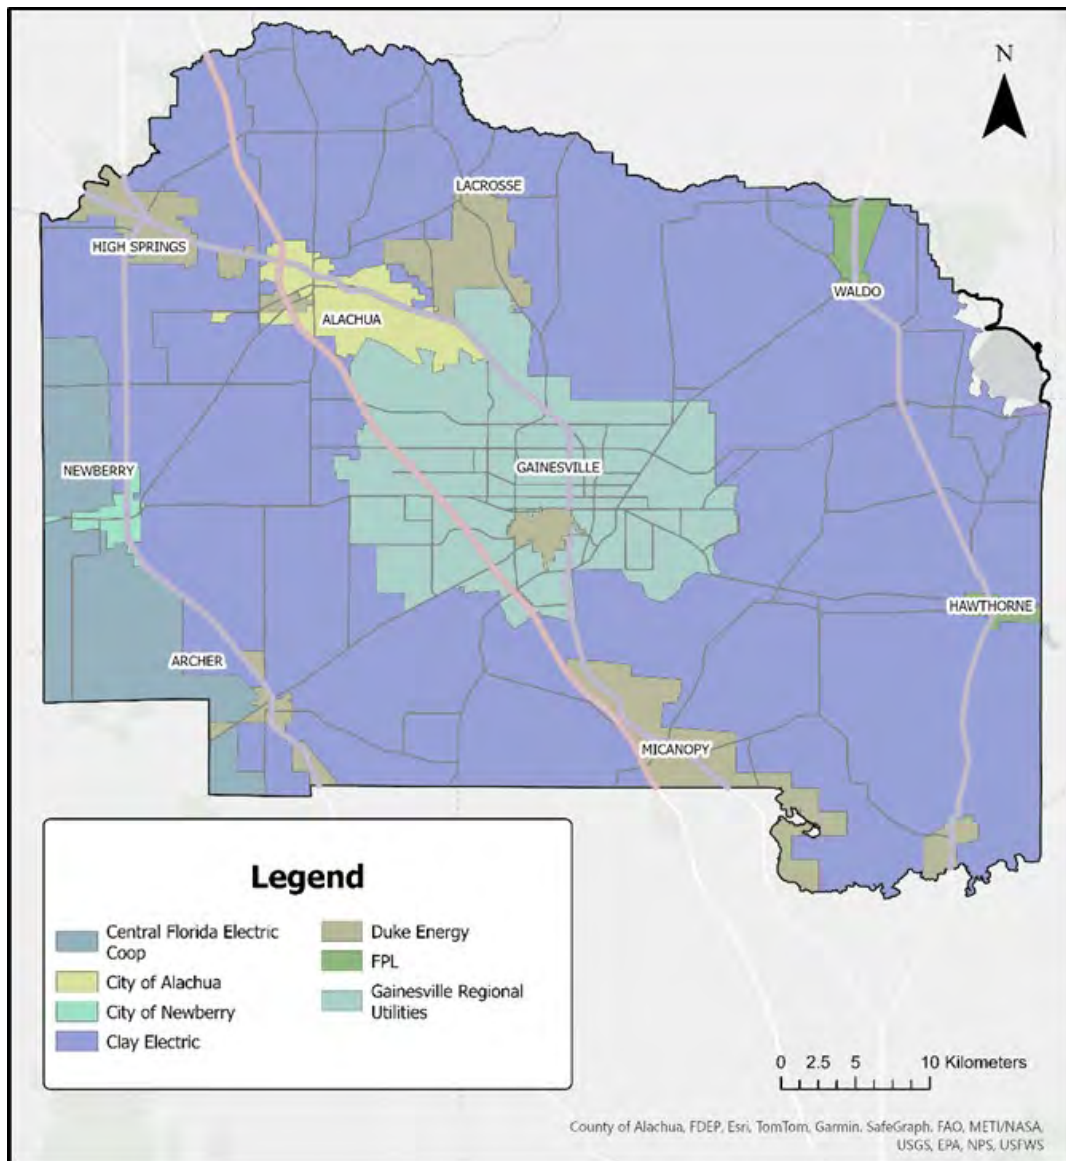 N
LACROSSE
HIGH SPRINGS
WALDO
ALACHUA
NEWBERRY
GAINESVILLE
HAWTHORNE
ARCHER
MICANOPY
Legend
Central Florida Electric
Coop
City of Alachua
City of Newberry
Clay Electric
Duke Energy
FPL
Gainesville Regional
Utilities
0 2.5 5 10 Kilometers
County of Alachua, FDEP, Esri, TomTom, Garmin, SafeGraph, FAO, METI/NASA,
USGS, EPA, NPS, USFWS